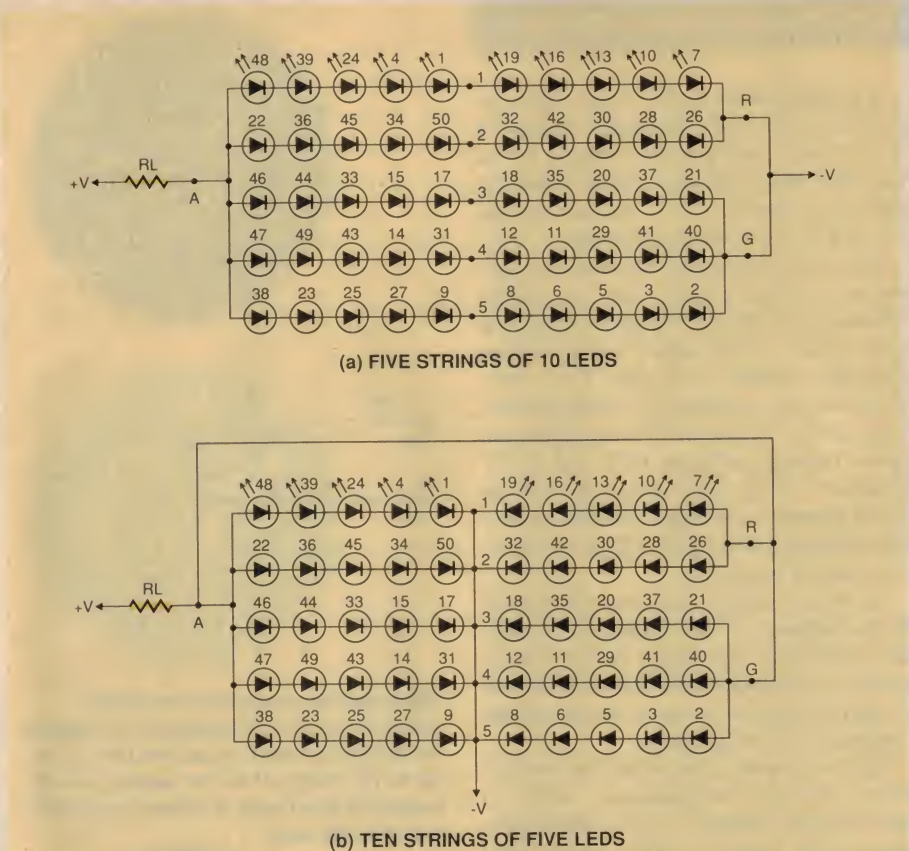 48 39 24 4 1 1 19 16 13 10 7
R
22 36 45 34 50 2 32 42 30 28 26
RL
+V A -V
46 44 33 15 17 3 18 35 20 37 21
G
47 49 43 14 31 4 12 11 29 41 40
38 23 25 27 9 5 8 6 5 3 2
(a) FIVE STRINGS OF 10 LEDS
48 39 24 4 1 1 19 16 13 10 7
R
22 36 45 34 50 2 32 42 30 28 26
RL
+V A
46 44 33 15 17 3 18 35 20 37 21
G
47 49 43 14 31 4 12 11 29 41 40
38 23 25 27 9 5 8 6 5 3 2
-V
(b) TEN STRINGS OF FIVE LEDS